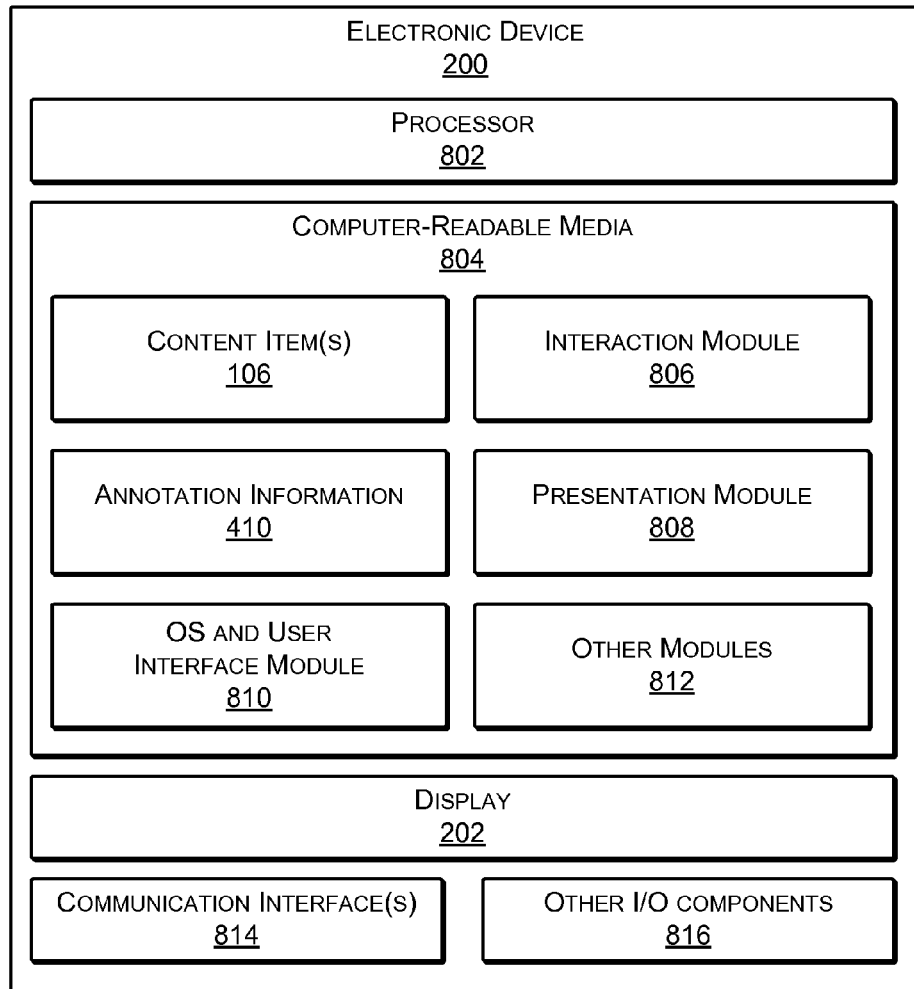 ELECTRONIC DEVICE
200
PROCESSOR
802
COMPUTER-READABLE MEDIA
804
CONTENT ITEM(S)
106
INTERACTION MODULE
806
ANNOTATION INFORMATION
410
PRESENTATION MODULE
808
OS AND USER
INTERFACE MODULE
810
OTHER MODULES
812
DISPLAY
202
COMMUNICATION INTERFACE(S)
814
OTHER I/O COMPONENTS
816